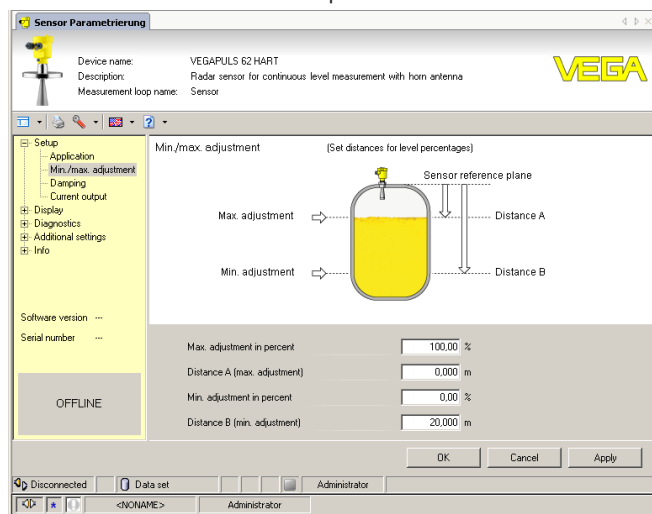 Sensor Parametrierung
Device name: VEGAPULS 62 HART
Description: Radar sensor for continuous level measurement with horn antenna
Measurement loop name: Sensor
VEGA
Setup
Application
Min./max. adjustment
Damping
Current output
Display
Diagnostics
Additional settings
Info
Software version ---
Serial number ---
OFFLINE
Min./max. adjustment (Set distances for level percentages)
Sensor reference plane
Max. adjustment Distance A
Min. adjustment Distance B
Max. adjustment in percent 100,00 %
Distance A (max. adjustment) 0,000 m
Min. adjustment in percent 0,00 %
Distance B (min. adjustment) 20,000 m
OK Cancel Apply
Disconnected Data set Administrator
<NONAME> Administrator